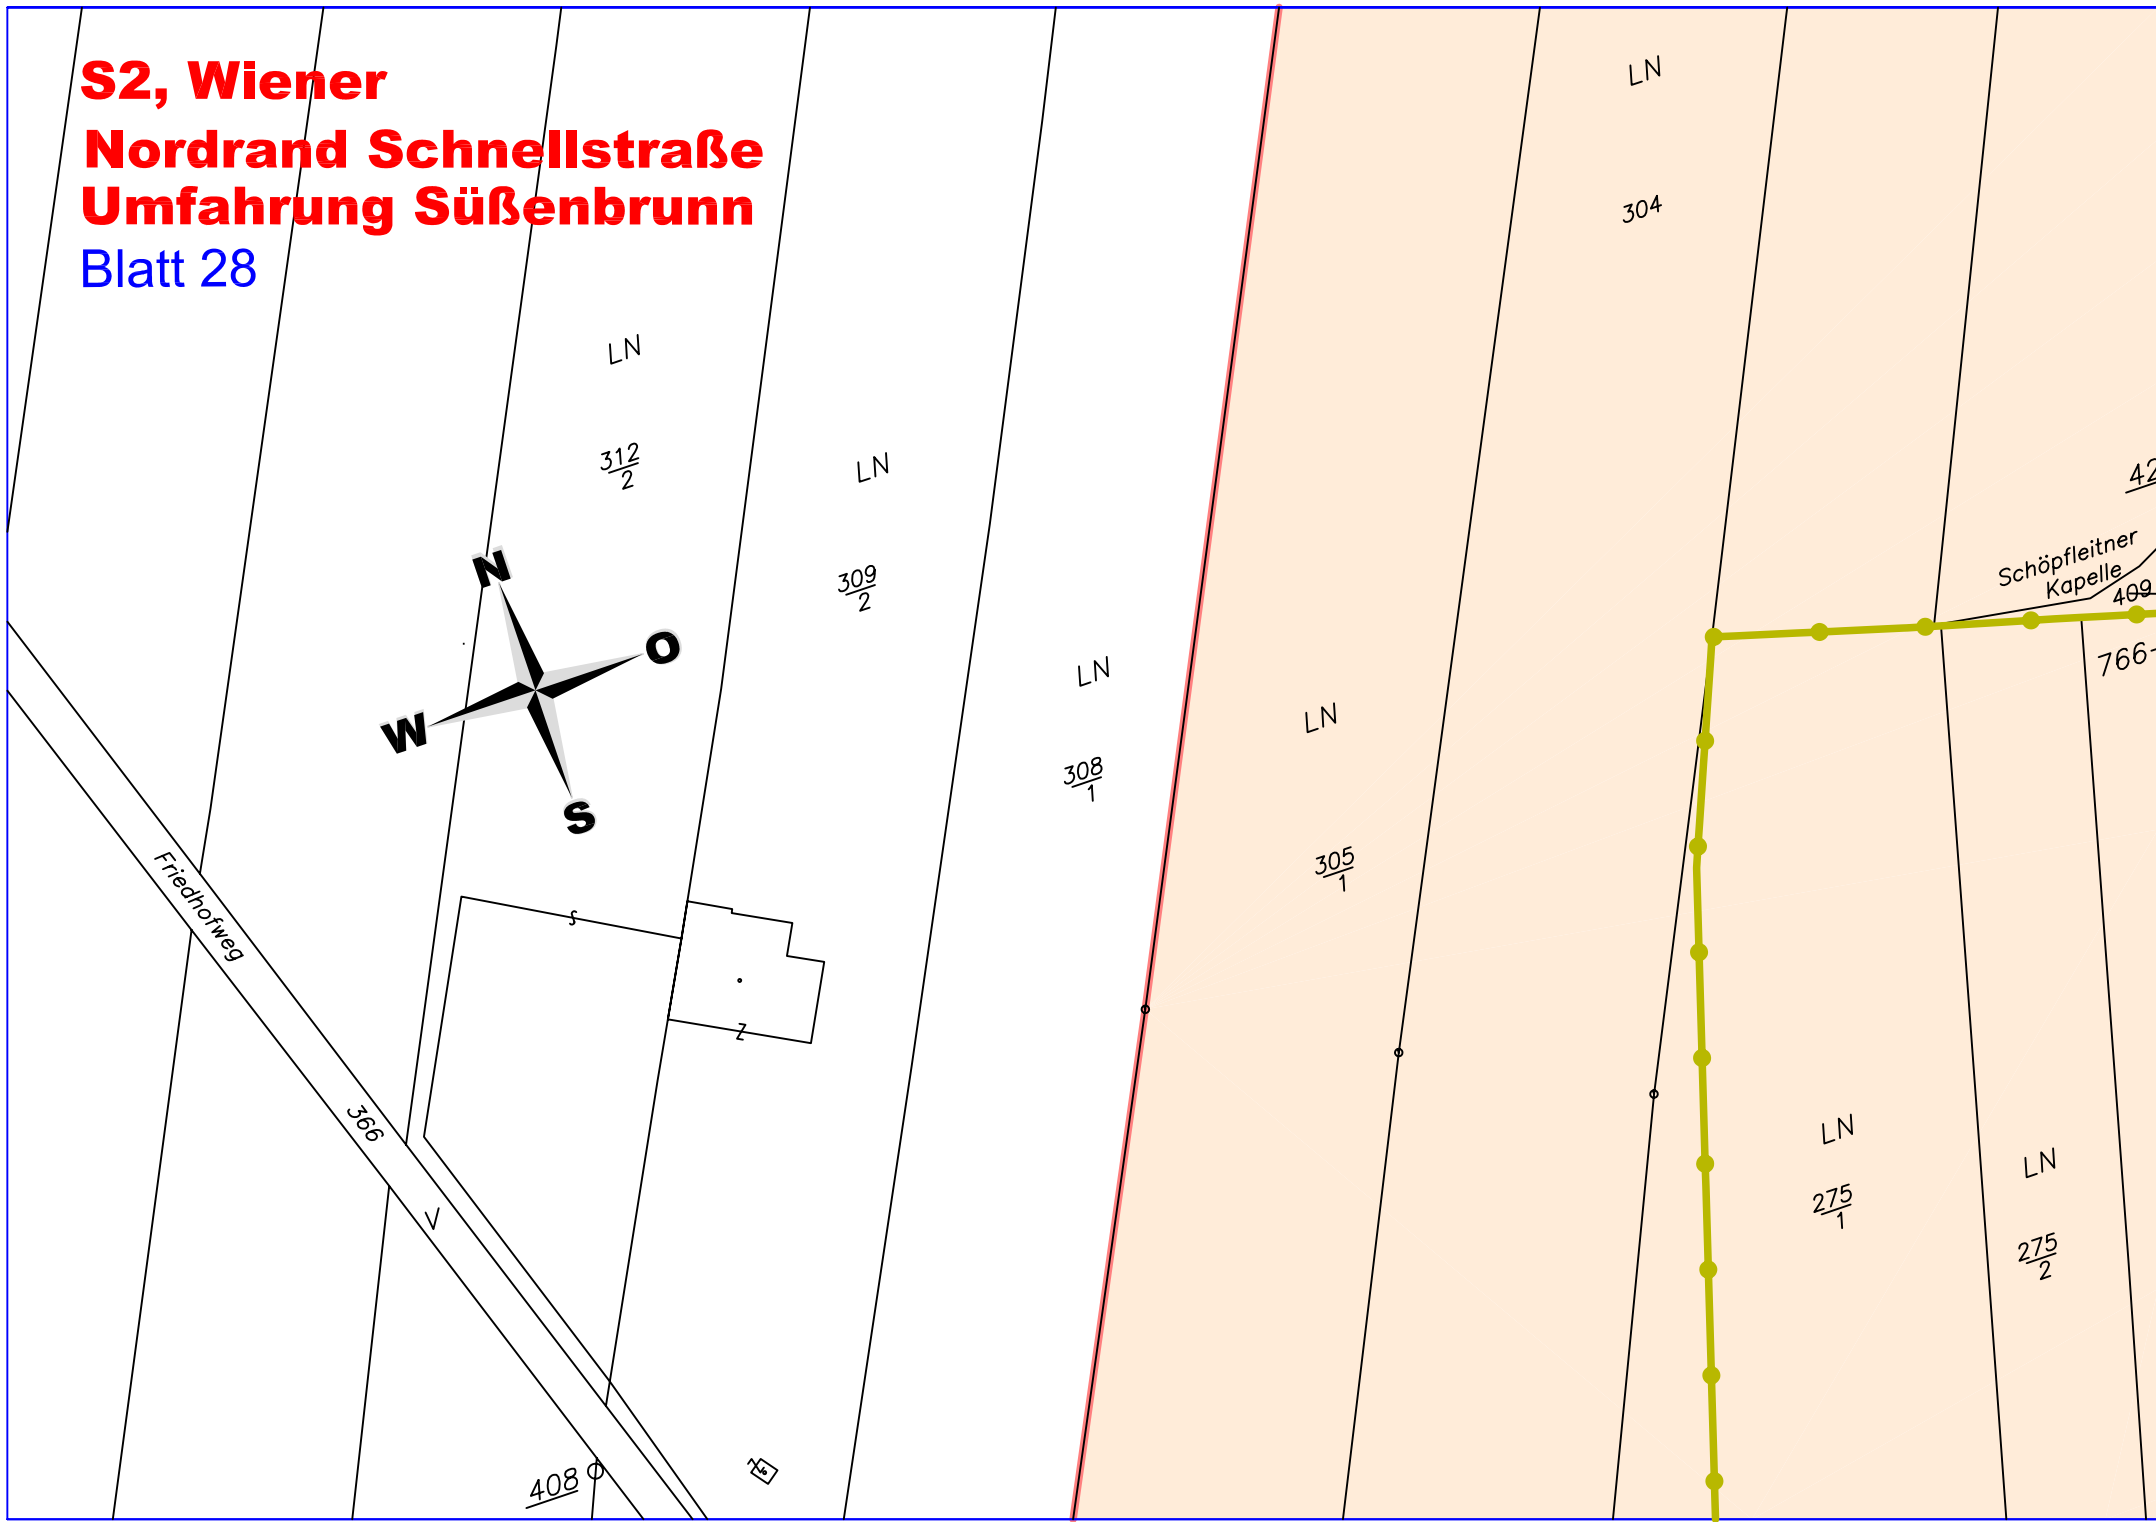 S2, Wiener
Nordrand Schnellstraße
Umfahrung Süßenbrunn
Blatt 28
LN
304
LN
312
2
LN
309
2
N
O
W
S
Schöpfleitner
Kapelle
409
766-
LN
308
1
LN
305
1
Friedhofweg
366
V
LN
275
1
LN
275
2
408